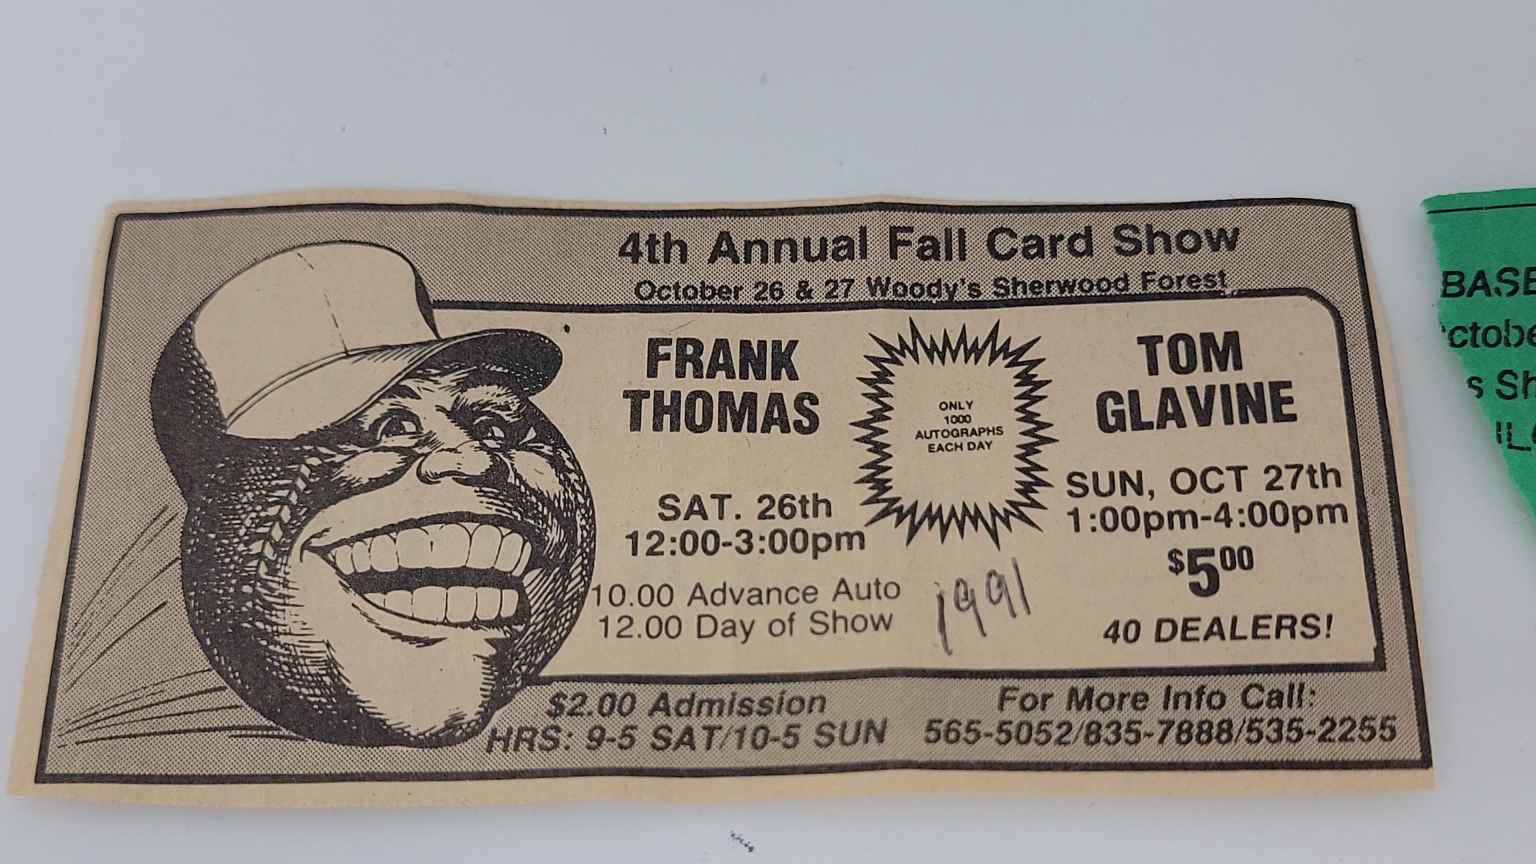 4th Annual Fall Card Show
October 26 & 27 Woody's Sherwood Forest
FRANK
THOMAS
SAT. 26th
12:00-3:00pm
10.00 Advance Auto
12.00 Day of Show
ONLY
1000
AUTOGRAPHS
EACH DAY
1991
TOM
GLAVINE
SUN, OCT 27th
1:00pm-4:00pm
$5.00
40 DEALERS!
$2.00 Admission
HRS: 9-5 SAT/10-5 SUN
For More Info Call:
565-5052/835-7888/535-2255
BASE
ctobe
s Sh